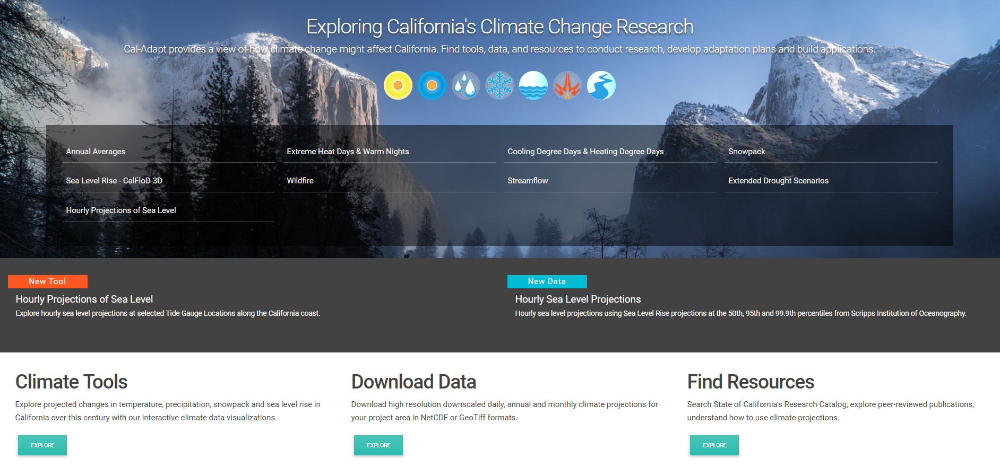 Exploring California's Climate Change Research
Cal-Adapt provides a view of how climate change might affect California. Find tools, data, and resources to conduct research, develop adaptation plans and build applications.
Annual Averages
Extreme Heat Days & Warm Nights
Cooling Degree Days & Heating Degree Days
Snowpack
Sea Level Rise - CalFloD-3D
Wildfire
Streamflow
Extended Drought Scenarios
Hourly Projections of Sea Level
New Tool
Hourly Projections of Sea Level
Explore hourly sea level projections at selected Tide Gauge Locations along the California coast.
New Data
Hourly Sea Level Projections
Hourly sea level projections using Sea Level Rise projections at the 50th, 95th and 99.9th percentiles from Scripps Institution of Oceanography.
Climate Tools
Explore projected changes in temperature, precipitation, snowpack and sea level rise in
California over this century with our interactive climate data visualizations.
EXPLORE
Download Data
Download high resolution downscaled daily, annual and monthly climate projections for
your project area in NetCDF or GeoTiff formats.
EXPLORE
Find Resources
Search State of California's Research Catalog, explore peer-reviewed publications,
understand how to use climate projections.
EXPLORE